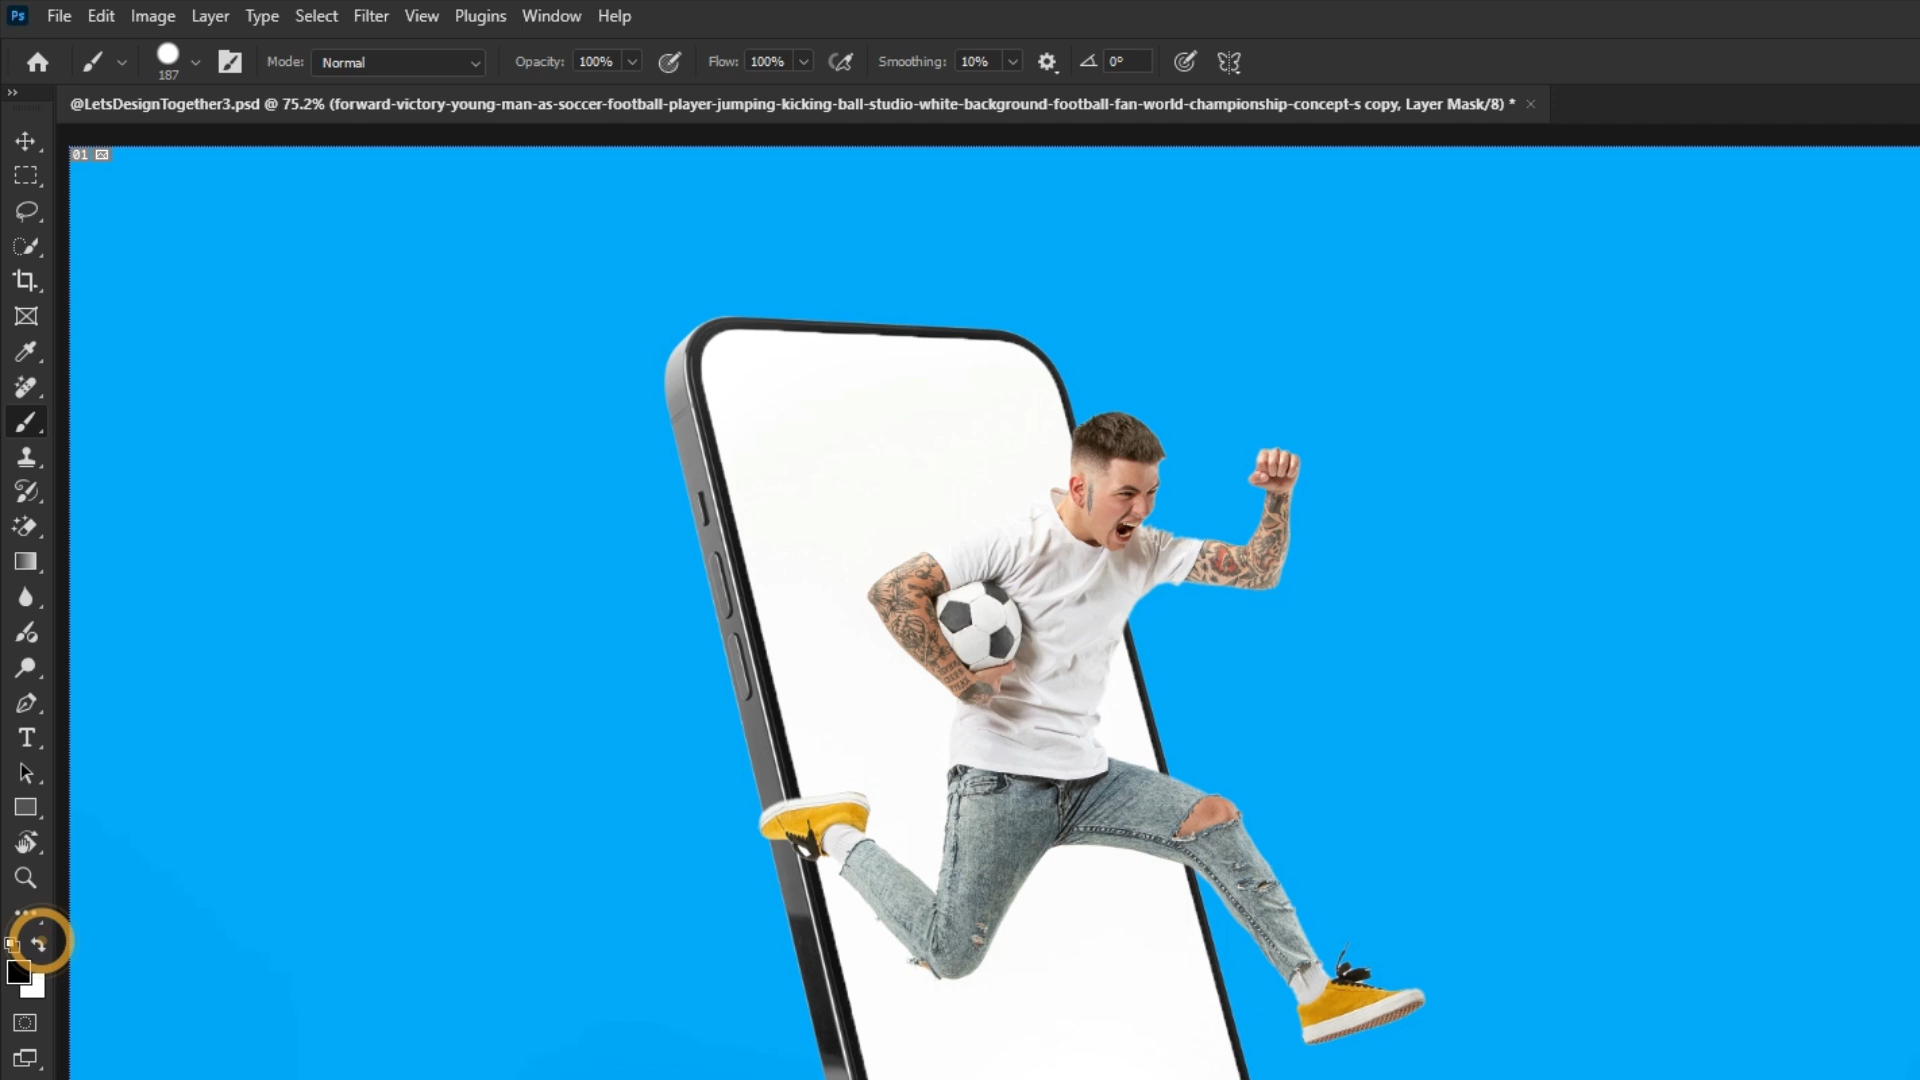 Ps File Edit Image Layer Type Select Filter View Plugins Window Help
187 Mode: Normal Opacity: 100% Flow: 100% Smoothing: 10% 0°
@LetsDesignTogether3.psd @ 75.2% (forward-victory-young-man-as-soccer-football-player-jumping-kicking-ball-studio-white-background-football-fan-world-championship-concept-s copy, Layer Mask/8) *
01